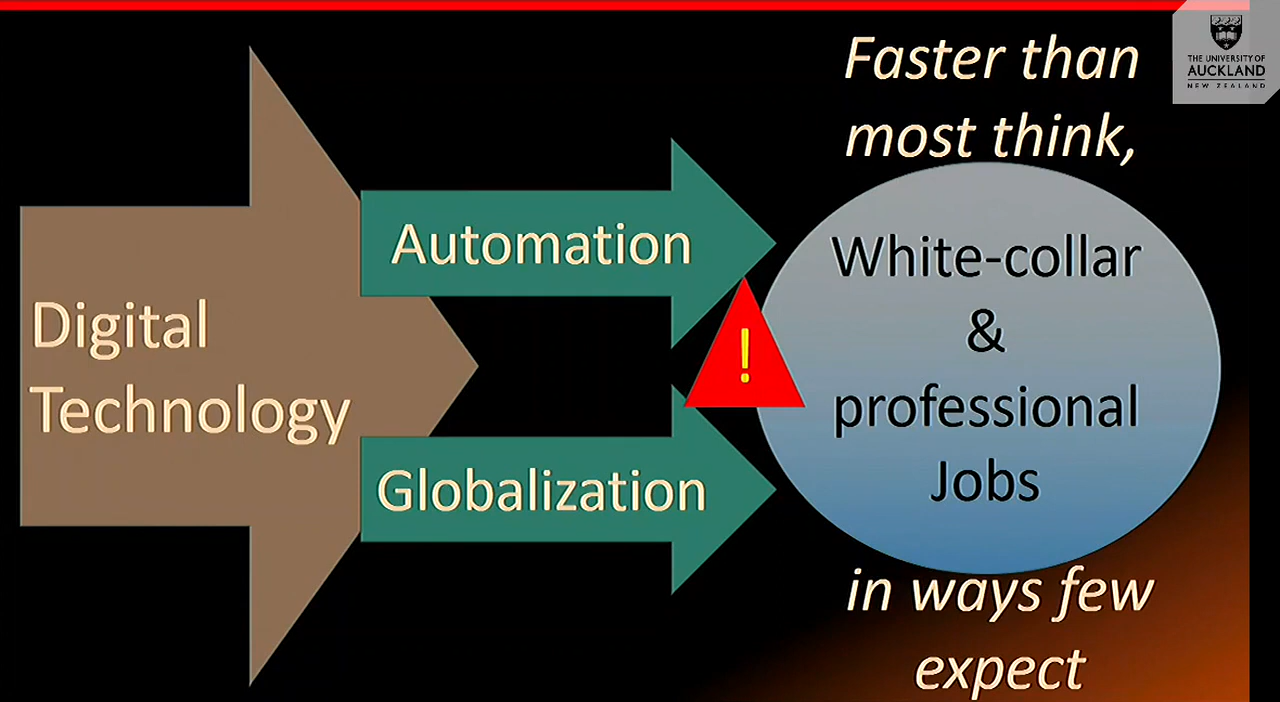 Faster than
most think,
THE UNIVERSITY OF
AUCKLAND
NEW ZEALAND
Automation
White-collar
&
professional
Jobs
!
Digital
Technology
Globalization
in ways few
expect